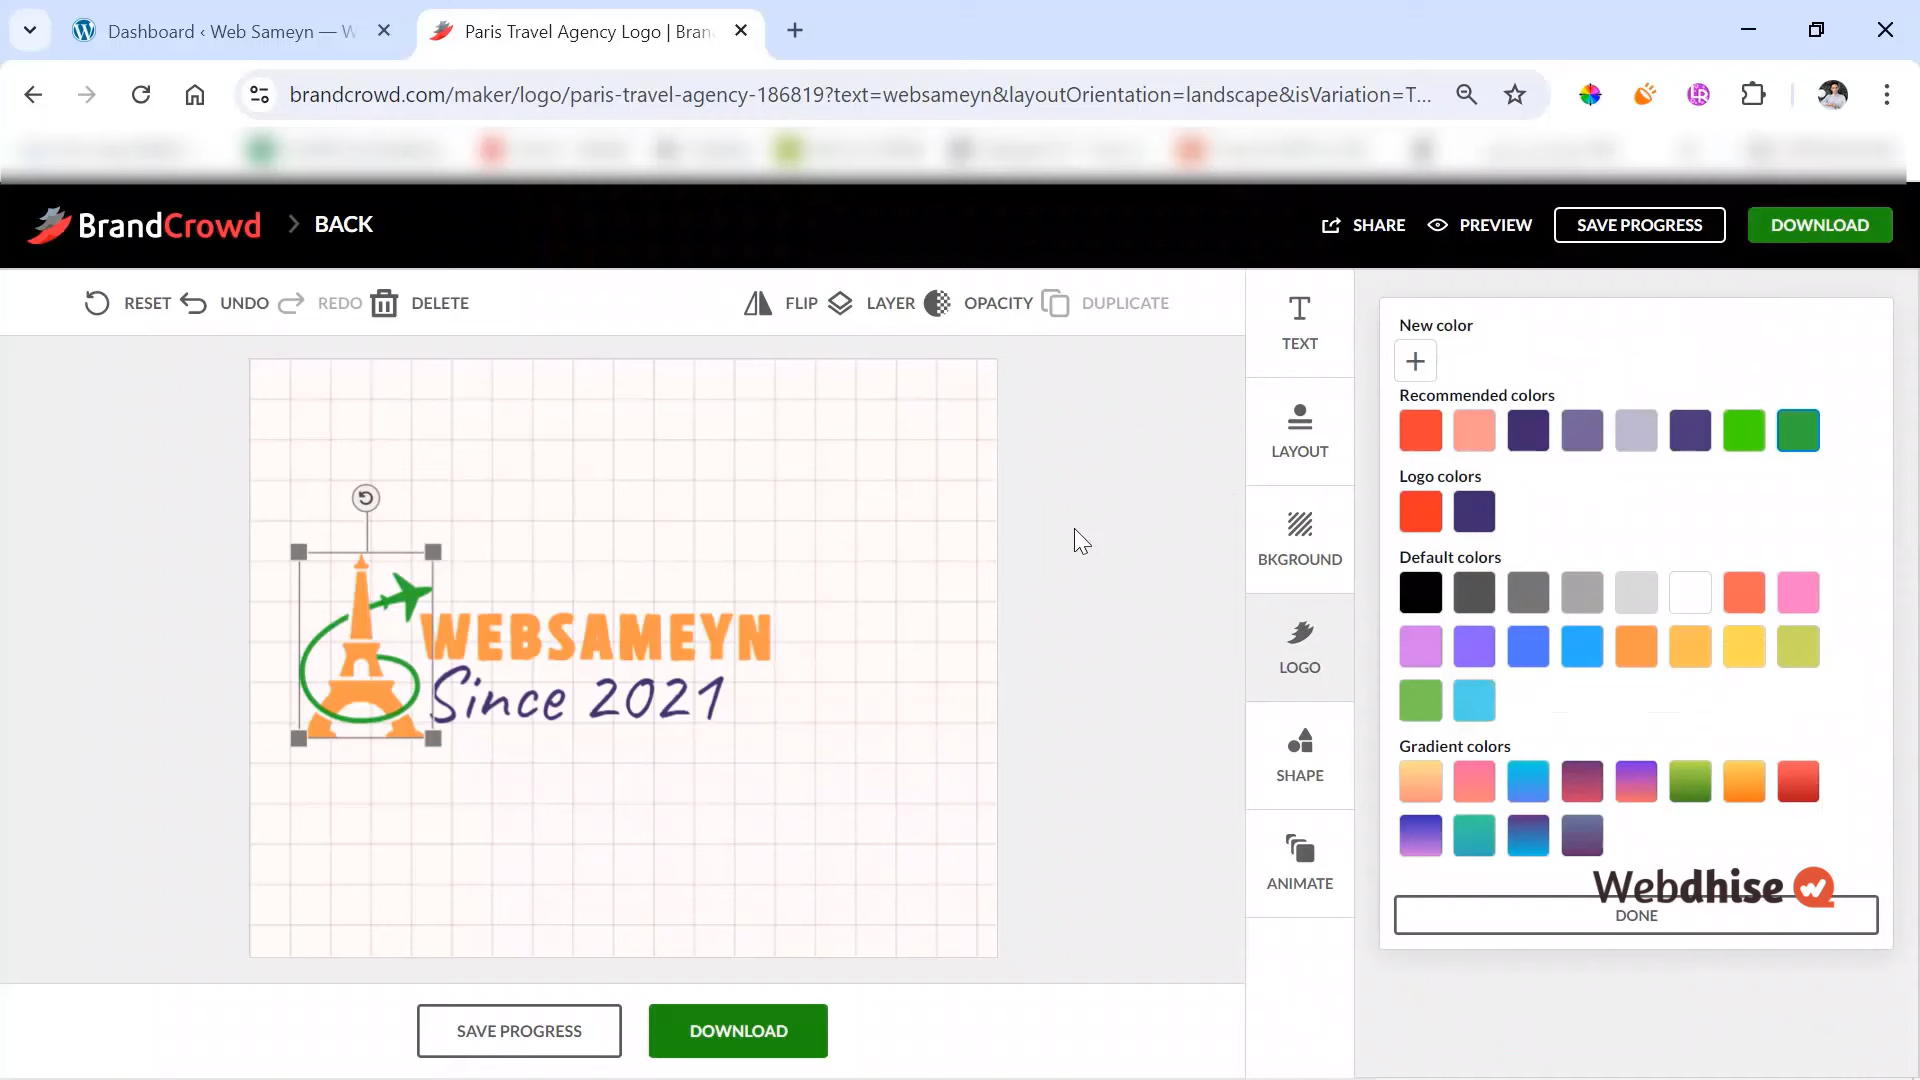 Dashboard ‹ Web Sameyn — W
Paris Travel Agency Logo | Bran
brandcrowd.com/maker/logo/paris-travel-agency-186819?text=websameyn&layoutOrientation=landscape&isVariation=T...
BrandCrowd
BACK
SHARE
PREVIEW
SAVE PROGRESS
DOWNLOAD
RESET
UNDO
REDO
DELETE
FLIP
LAYER
OPACITY
DUPLICATE
TEXT
LAYOUT
BKGROUND
LOGO
SHAPE
ANIMATE
WEBSAMEYN
Since 2021
New color
Recommended colors
Logo colors
Default colors
Gradient colors
Webdhise
DONE
SAVE PROGRESS
DOWNLOAD